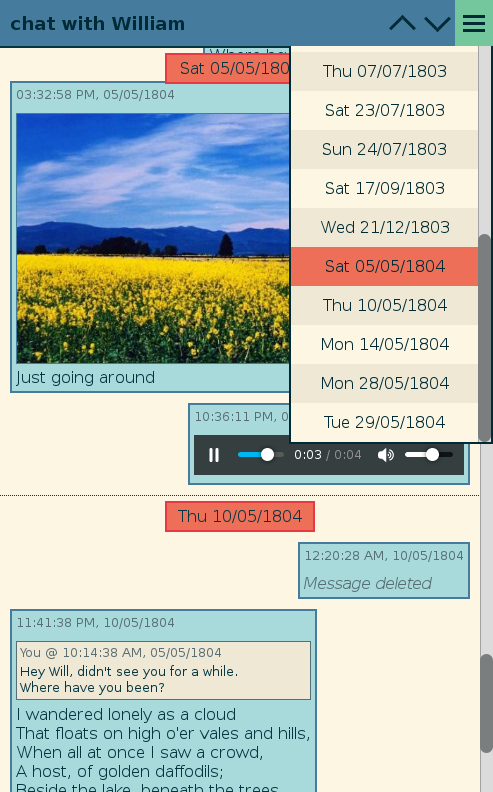 chat with William
Sat 05/05/180
03:32:58 PM, 05/05/1804
Just going around
10:36:11 PM, 0
0:03 / 0:04
Thu 07/07/1803
Sat 23/07/1803
Sun 24/07/1803
Sat 17/09/1803
Wed 21/12/1803
Sat 05/05/1804
Thu 10/05/1804
Mon 14/05/1804
Mon 28/05/1804
Tue 29/05/1804
Thu 10/05/1804
12:20:28 AM, 10/05/1804
Message deleted
11:41:38 PM, 10/05/1804
You @ 10:14:38 AM, 05/05/1804
Hey Will, didn't see you for a while.
Where have you been?
I wandered lonely as a cloud
That floats on high o'er vales and hills,
When all at once I saw a crowd,
A host, of golden daffodils;
Beside the lake, beneath the trees,